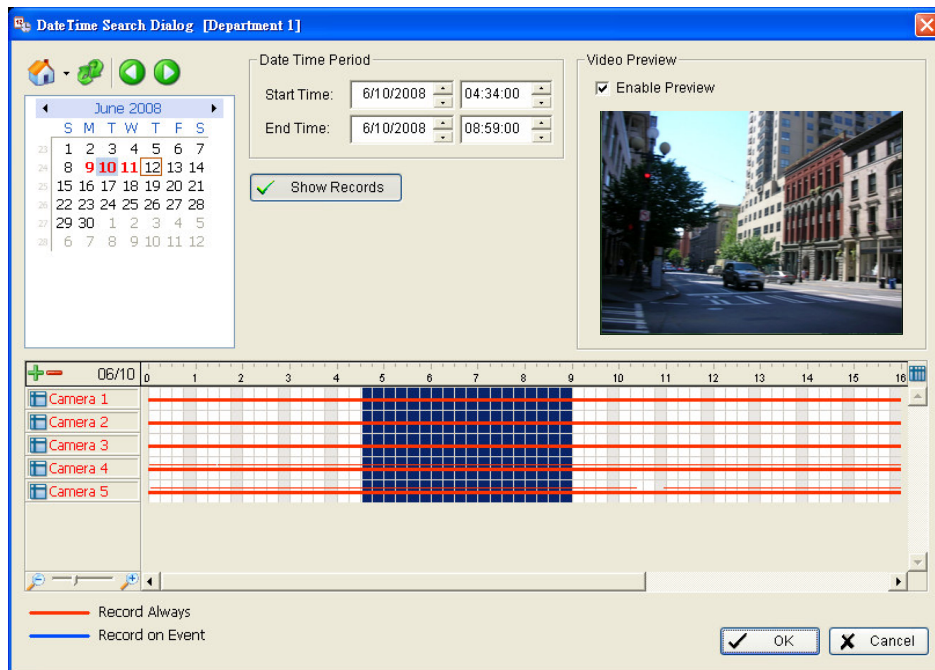 DateTime Search Dialog [Department 1]
June 2008
S M T W T F S
23 1 2 3 4 5 6 7
24 8 9 10 11 12 13 14
25 15 16 17 18 19 20 21
26 22 23 24 25 26 27 28
27 29 30 1 2 3 4 5
28 6 7 8 9 10 11 12
Date Time Period
Start Time: 6/10/2008 04:34:00
End Time: 6/10/2008 08:59:00
Show Records
Video Preview
Enable Preview
06/10 0 1 2 3 4 5 6 7 8 9 10 11 12 13 14 15 16
Camera 1
Camera 2
Camera 3
Camera 4
Camera 5
Record Always
Record on Event
OK
Cancel